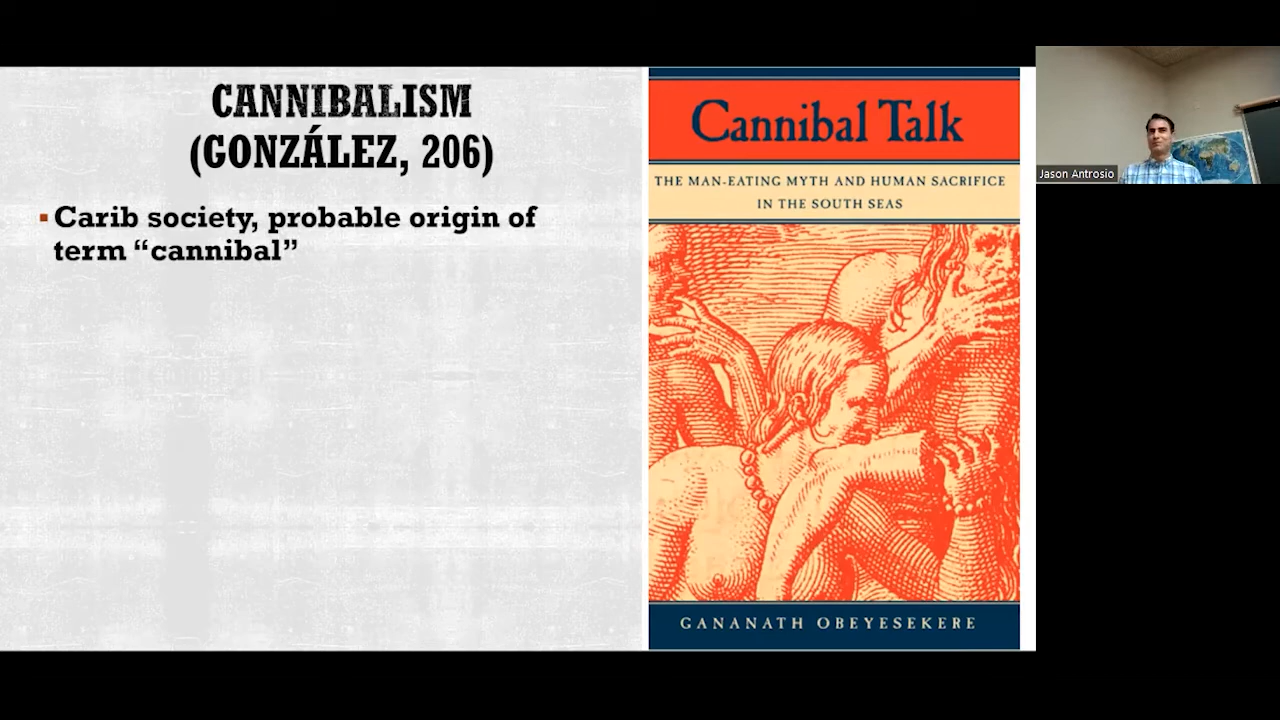 CANNIBALISM
(GONZÁLEZ, 206)
▪ Carib society, probable origin of
term “cannibal”
Cannibal Talk
THE MAN-EATING MYTH AND HUMAN SACRIFICE
IN THE SOUTH SEAS
GANANATH OBEYESEKERE
Jason Antrosio